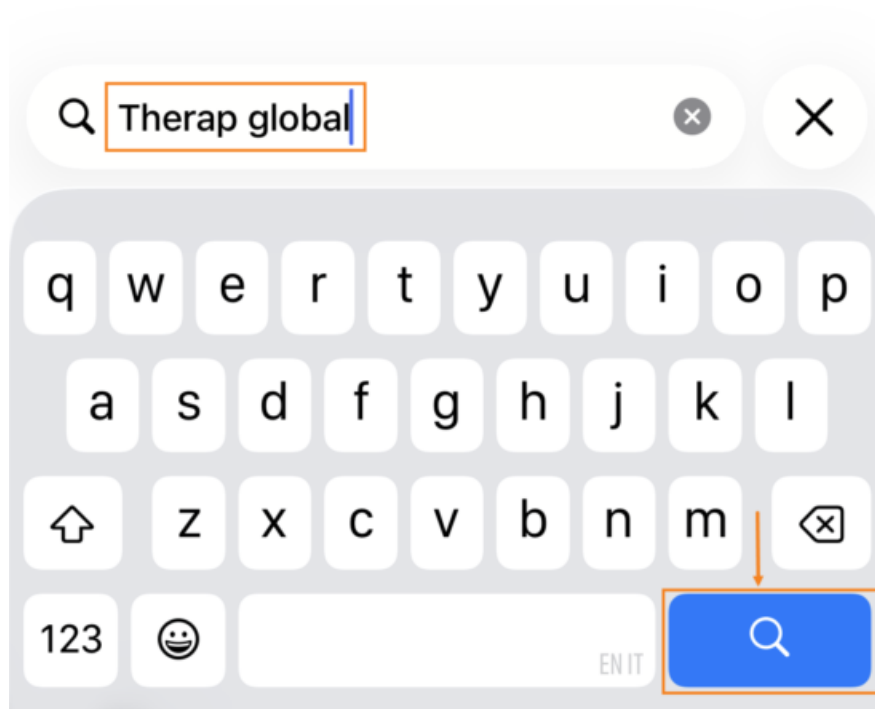 Therap global
q w e r t y u i o p
a s d f g h j k l
z x c v b n m
123
EN IT